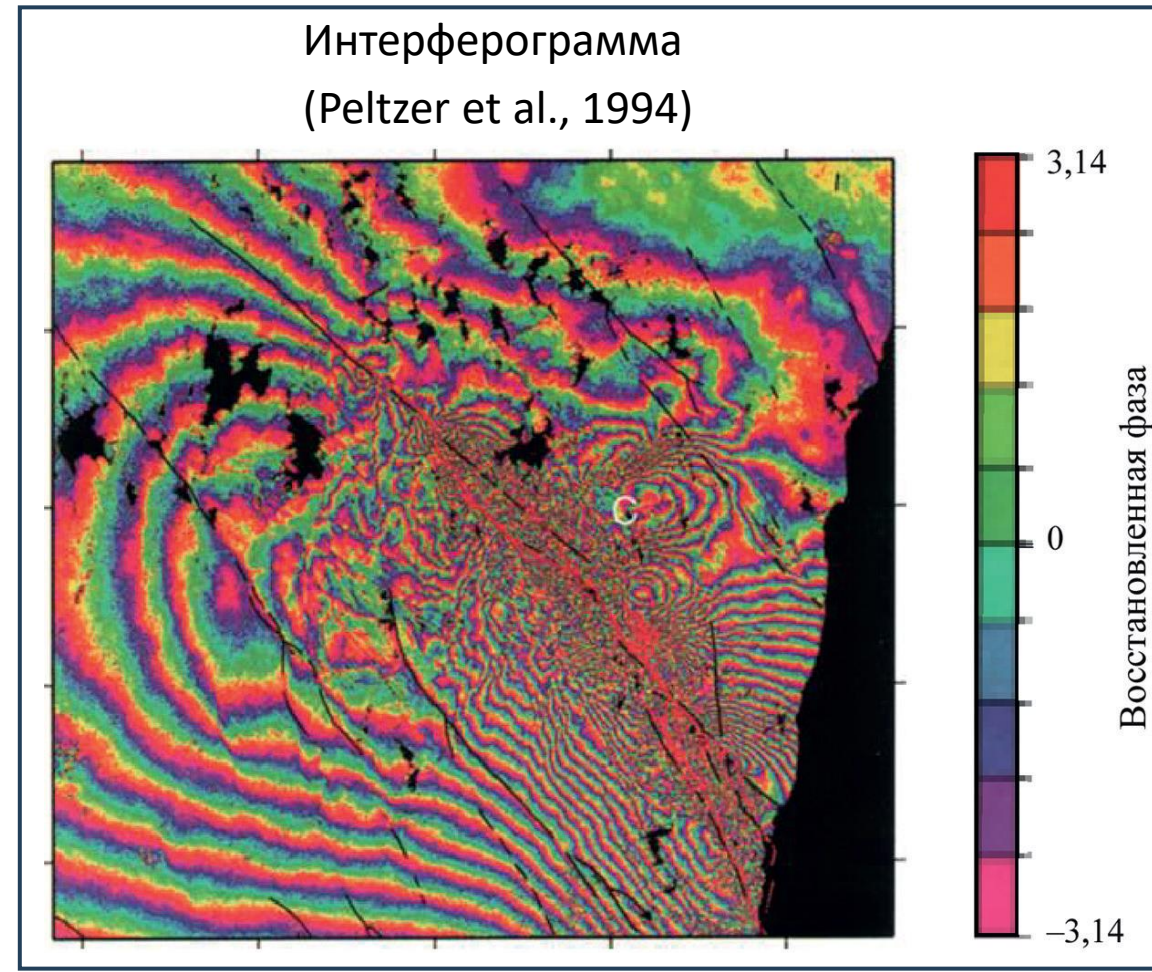 Интерферограмма
(Peltzer et al., 1994)
C
3,14
0
–3,14
Восстановленная фаза